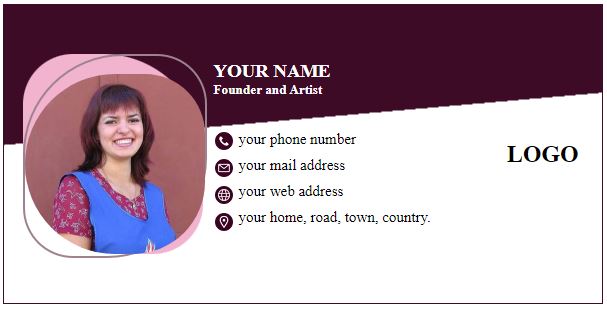 YOUR NAME
Founder and Artist
your phone number
your mail address
your web address
your home, road, town, country.
LOGO